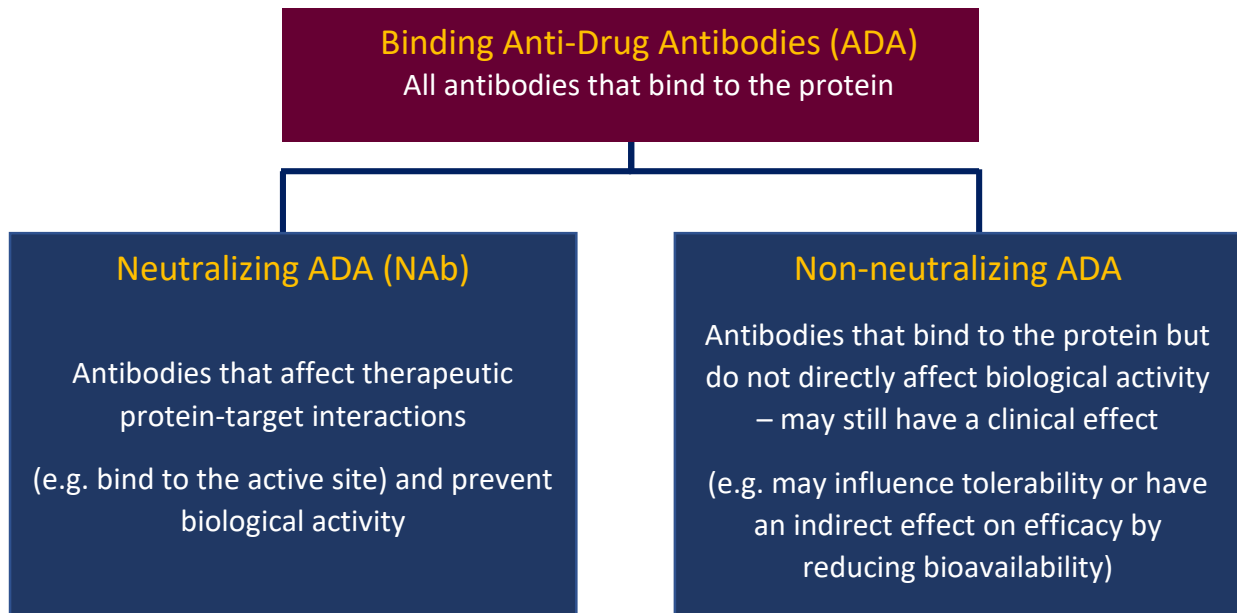 Binding Anti-Drug Antibodies (ADA)
All antibodies that bind to the protein
Neutralizing ADA (NAb)
Antibodies that affect therapeutic
protein-target interactions
(e.g. bind to the active site) and prevent
biological activity
Non-neutralizing ADA
Antibodies that bind to the protein but
do not directly affect biological activity
– may still have a clinical effect
(e.g. may influence tolerability or have
an indirect effect on efficacy by
reducing bioavailability)